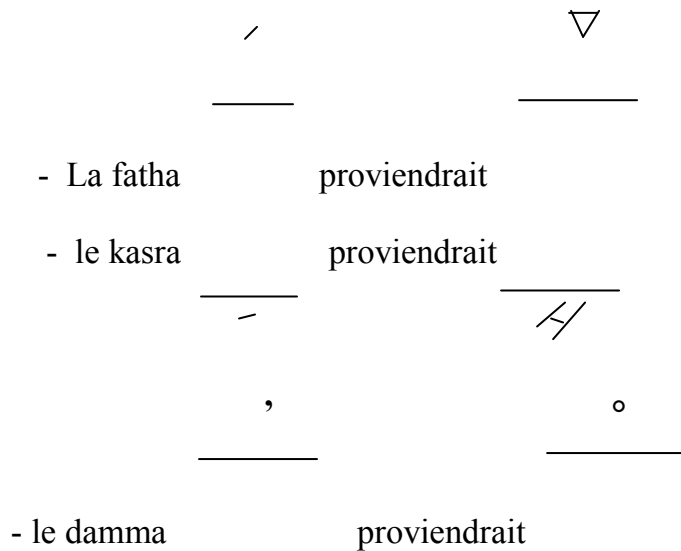 - La fatha proviendrait
- le kasra proviendrait
- le damma proviendrait